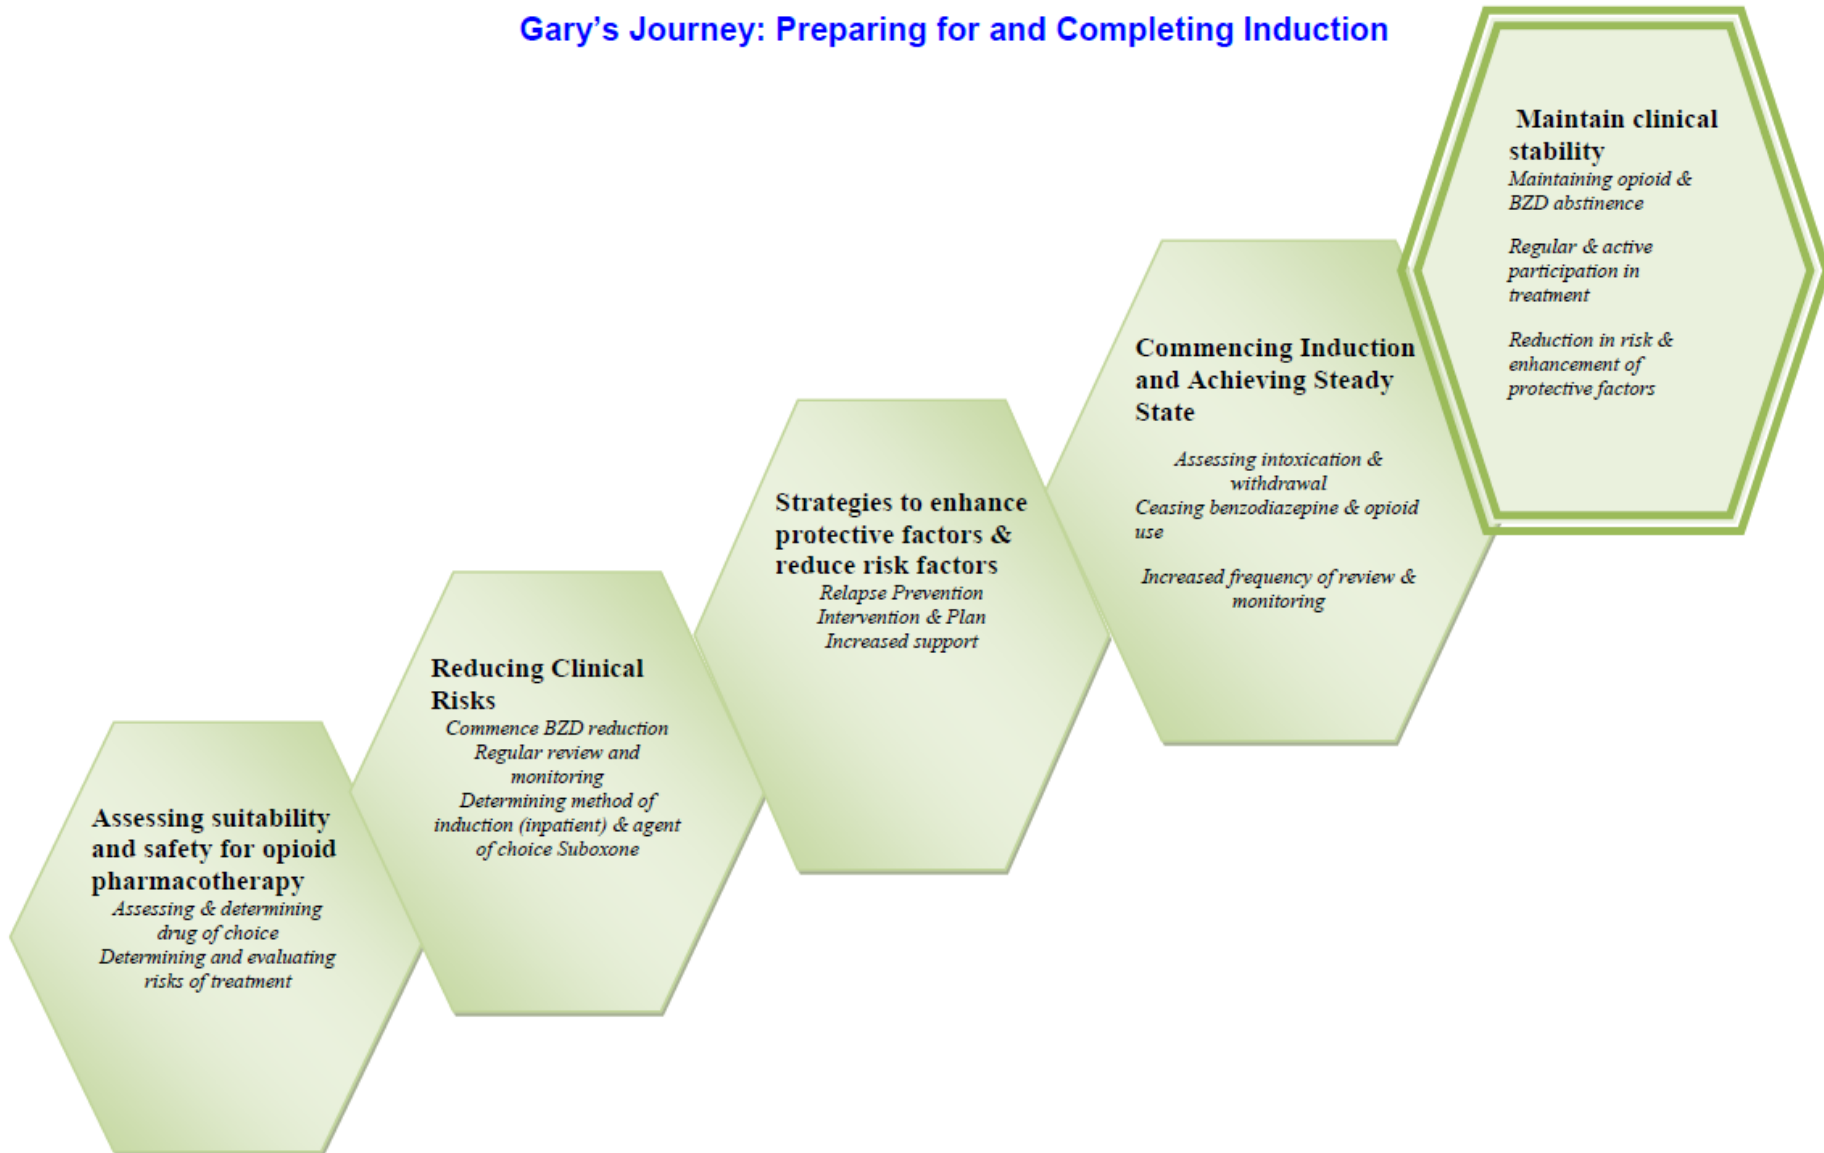 Gary’s Journey: Preparing for and Completing Induction
Assessing suitability
and safety for opioid
pharmacotherapy
Assessing & determining
drug of choice
Determining and evaluating
risks of treatment
Reducing Clinical
Risks
Commence BZD reduction
Regular review and
monitoring
Determining method of
induction (inpatient) & agent
of choice Suboxone
Strategies to enhance
protective factors &
reduce risk factors
Relapse Prevention
Intervention & Plan
Increased support
Commencing Induction
and Achieving Steady
State
Assessing intoxication &
withdrawal
Ceasing benzodiazepine & opioid
use
Increased frequency of review &
monitoring
Maintain clinical
stability
Maintaining opioid &
BZD abstinence
Regular & active
participation in
treatment
Reduction in risk &
enhancement of
protective factors